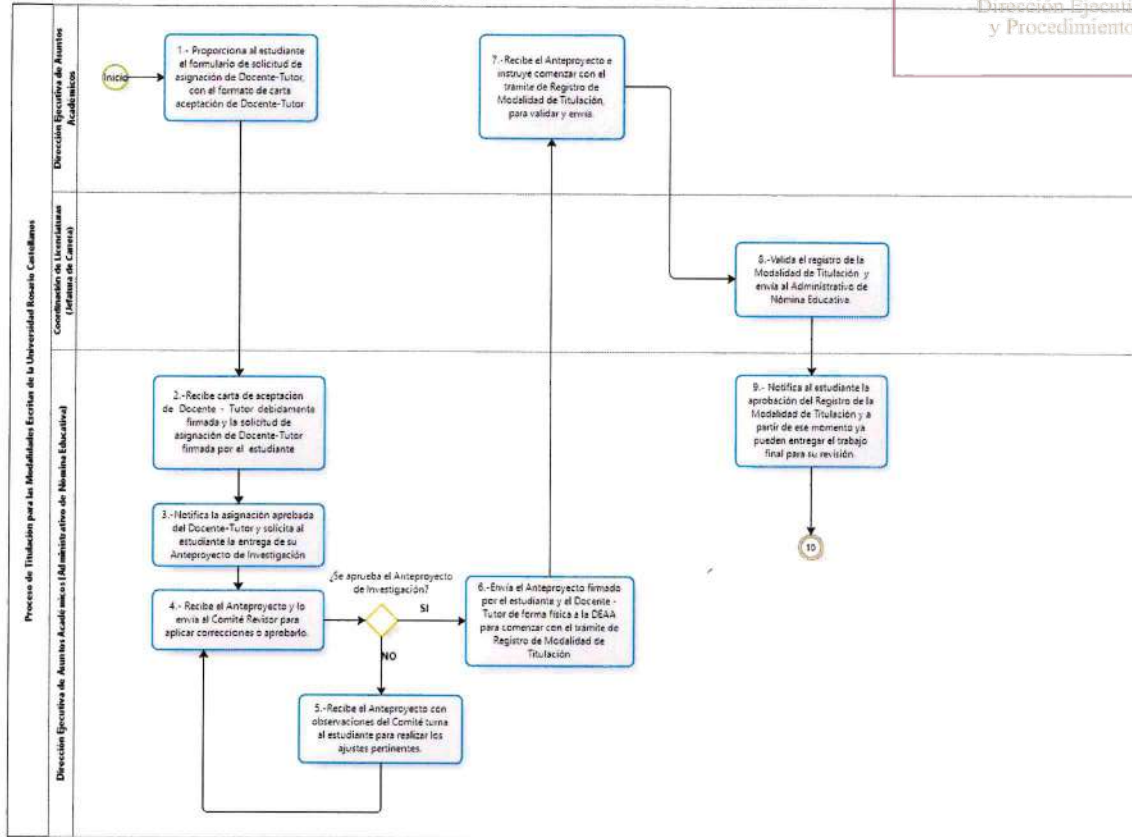 Dirección Ejecuti
y Procedimiento
Proceso de Titulación para las Modalidades Escritas de la Universidad Rosario Castellanos
Dirección Ejecutiva de Asuntos
Académicos
Inicio
1.- Proporciona al estudiante
el formulario de solicitud de
asignación de Docente-Tutor,
con el formato de carta
aceptación de Docente-Tutor
7.-Recibe el Anteproyecto e
instruye comenzar con el
tramite de Registro de
Modalidad de Titulación,
para validar y envía.
Coordinación de Licenciaturas
(Jefatura de Carrera)
8.-Valida el registro de la
Modalidad de Titulación y
envía al Administrativo de
Nómina Educativa.
Dirección Ejecutiva de Asuntos Académicos (Administrativo de Nómina Educativa)
2.-Recibe carta de aceptación
de Docente - Tutor debidamente
firmada y la solicitud de
asignación de Docente-Tutor
firmada por el estudiante
3.-Notifica la asignación aprobada
del Docente-Tutor y solicita al
estudiante la entrega de su
Anteproyecto de Investigación
4.- Recibe el Anteproyecto y lo
envía al Comité Revisor para
aplicar correcciones o aprobarlo.
¿Se aprueba el Anteproyecto
de Investigación?
SI
NO
5.-Recibe el Anteproyecto con
observaciones del Comité turna
al estudiante para realizar los
ajustes pertinentes.
6.-Envía el Anteproyecto firmado
por el estudiante y el Docente -
Tutor de forma física a la DEAA
para comenzar con el trámite de
Registro de Modalidad de
Titulación
9.- Notifica al estudiante la
aprobación del Registro de la
Modalidad de Titulación y a
partir de ese momento ya
pueden entregar el trabajo
final para su revisión.
10